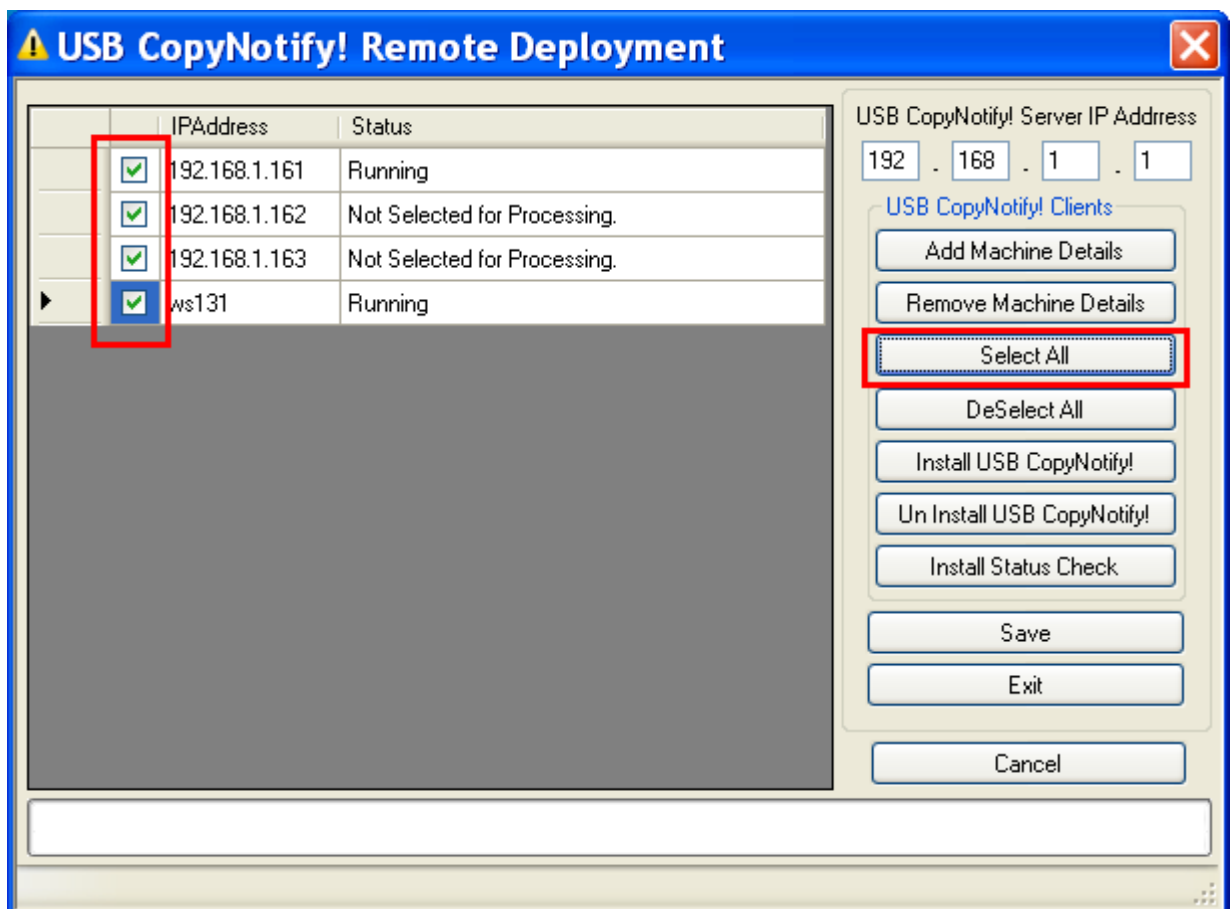 USB CopyNotify! Remote Deployment
IPAddress Status
192.168.1.161 Running
192.168.1.162 Not Selected for Processing.
192.168.1.163 Not Selected for Processing.
ws131 Running
USB CopyNotify! Server IP Addrress
192 . 168 . 1 . 1
USB CopyNotify! Clients
Add Machine Details
Remove Machine Details
Select All
DeSelect All
Install USB CopyNotify!
Un Install USB CopyNotify!
Install Status Check
Save
Exit
Cancel